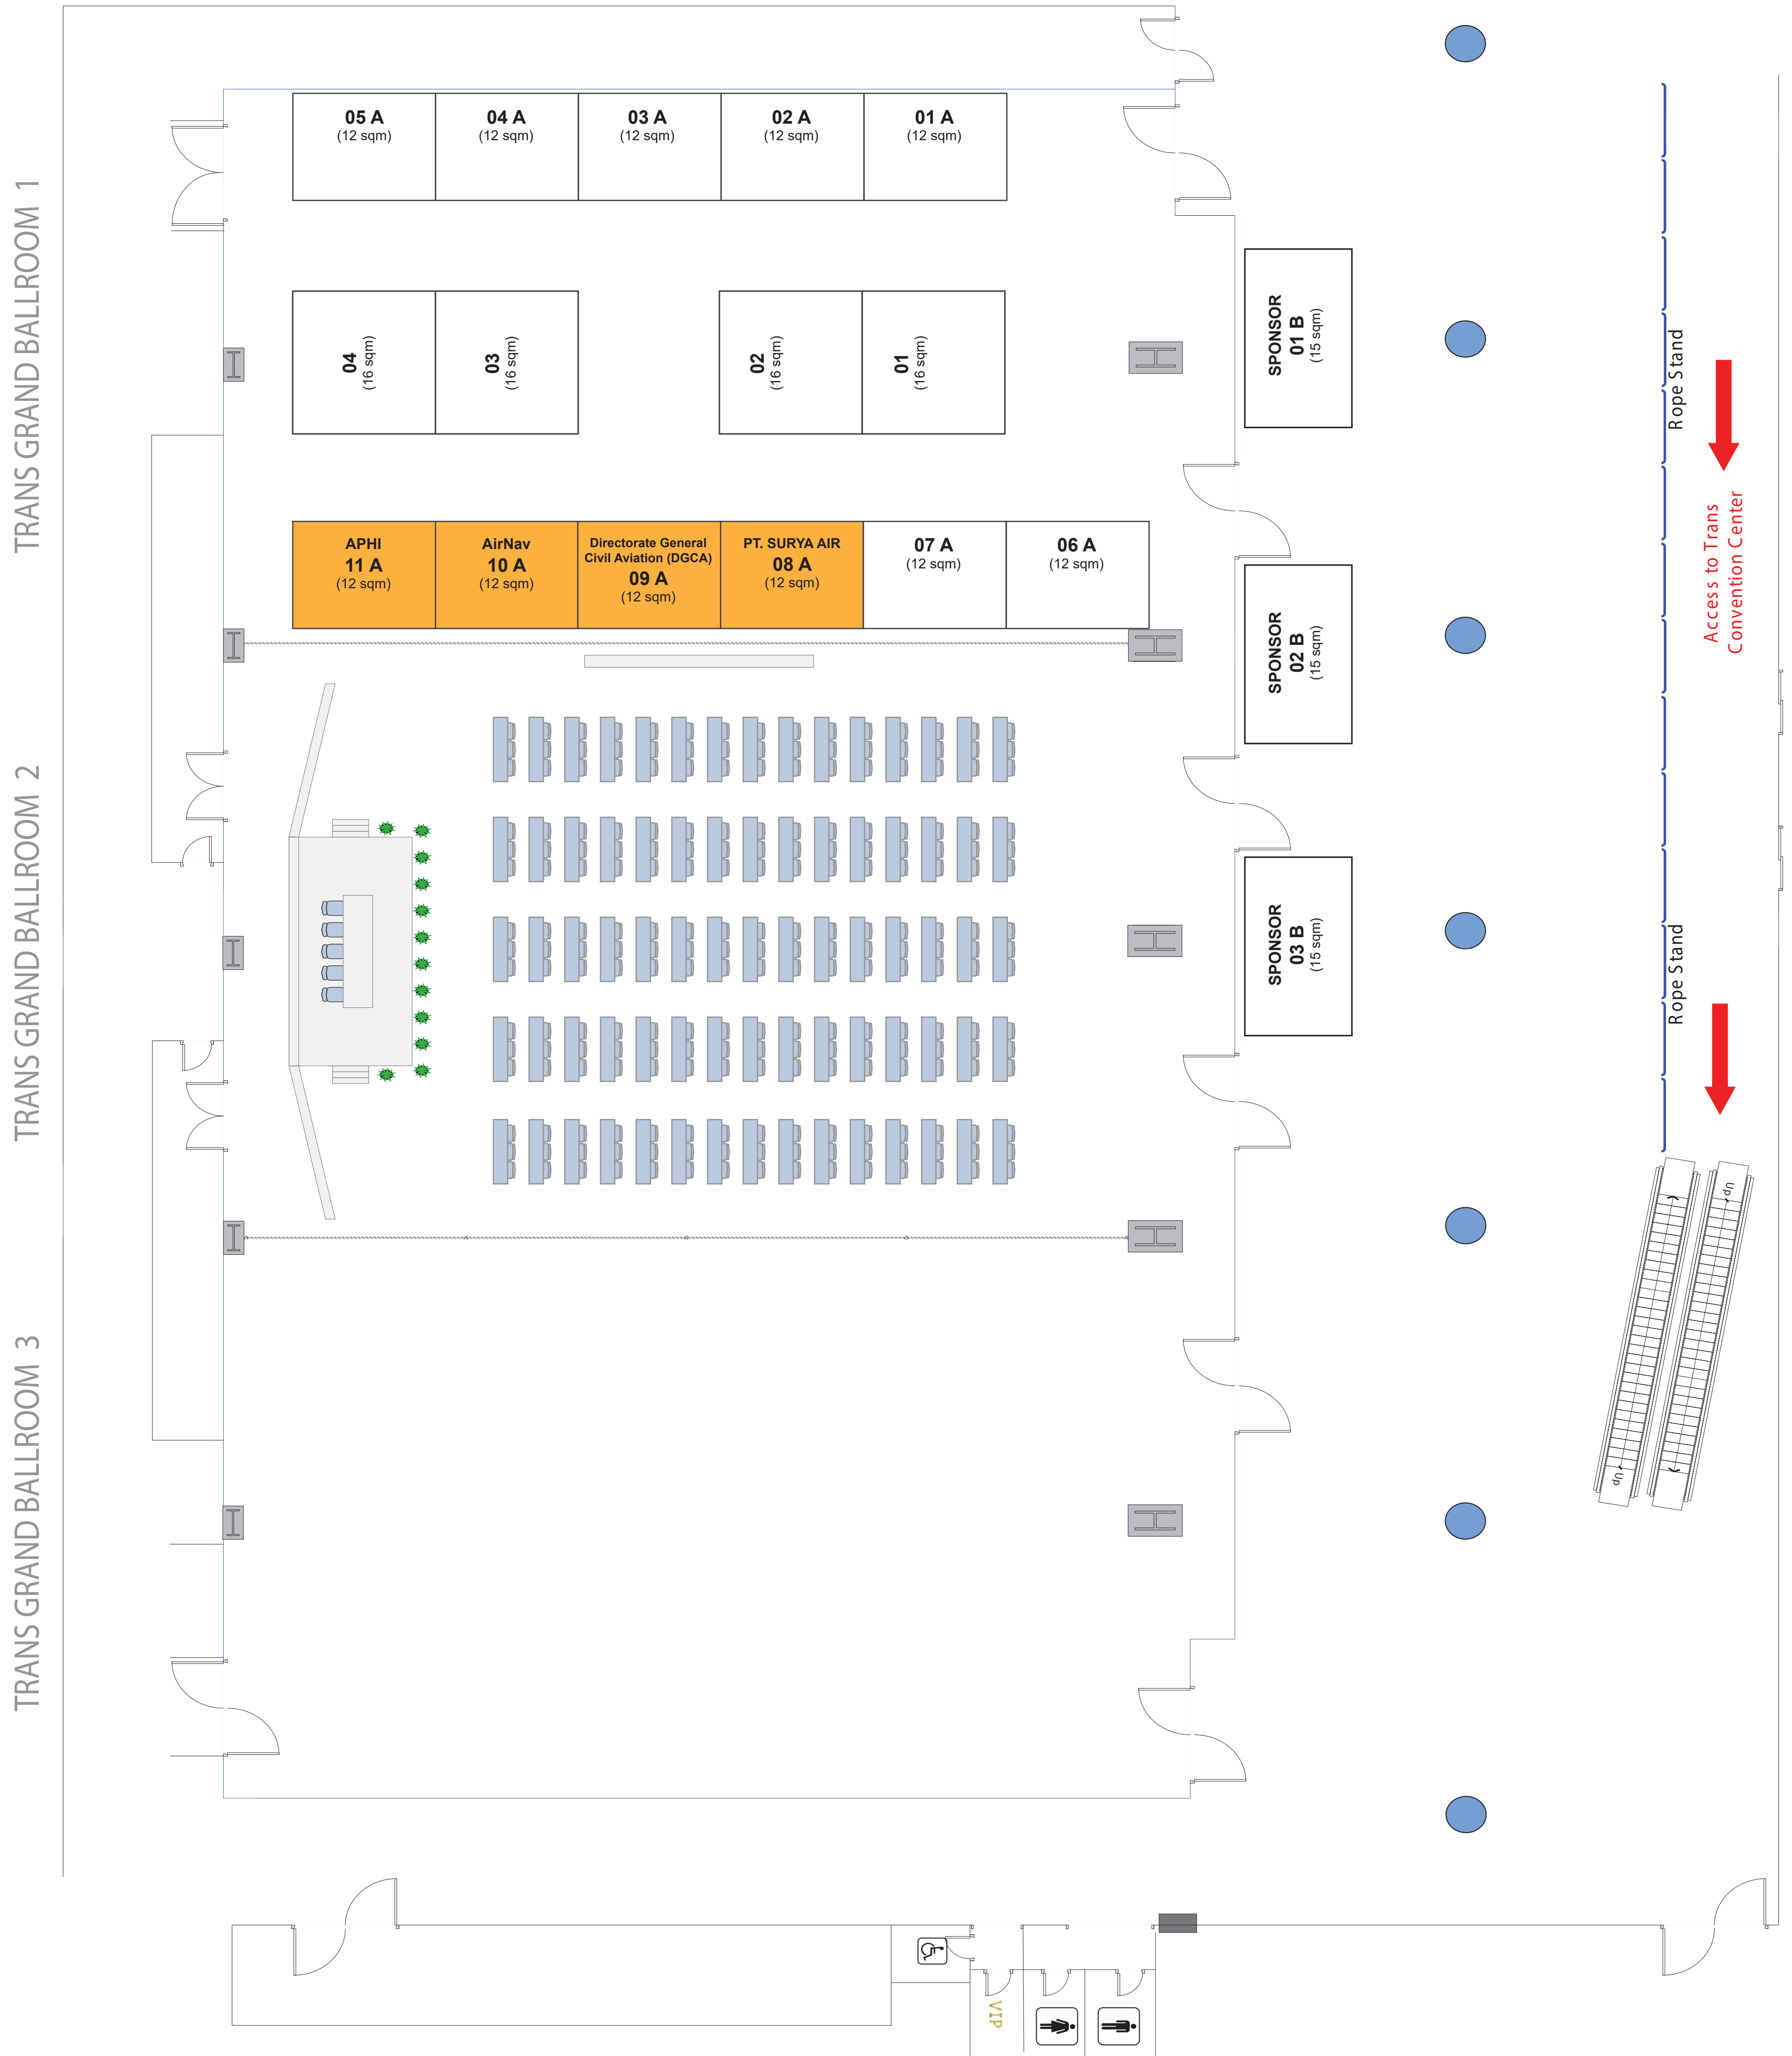 TRANS GRAND BALLROOM 1
05 A
(12 sqm)
04 A
(12 sqm)
03 A
(12 sqm)
02 A
(12 sqm)
01 A
(12 sqm)
04
(16 sqm)
03
(16 sqm)
02
(16 sqm)
01
(16 sqm)
SPONSOR
01 B
(15 sqm)
Rope Stand
Access to Trans
Convention Center
APHI
11 A
(12 sqm)
AirNav
10 A
(12 sqm)
Directorate General
Civil Aviation (DGCA)
09 A
(12 sqm)
PT. SURYA AIR
08 A
(12 sqm)
07 A
(12 sqm)
06 A
(12 sqm)
SPONSOR
02 B
(15 sqm)
TRANS GRAND BALLROOM 2
SPONSOR
03 B
(15 sqm)
Rope Stand
Up
Up
TRANS GRAND BALLROOM 3
VIP